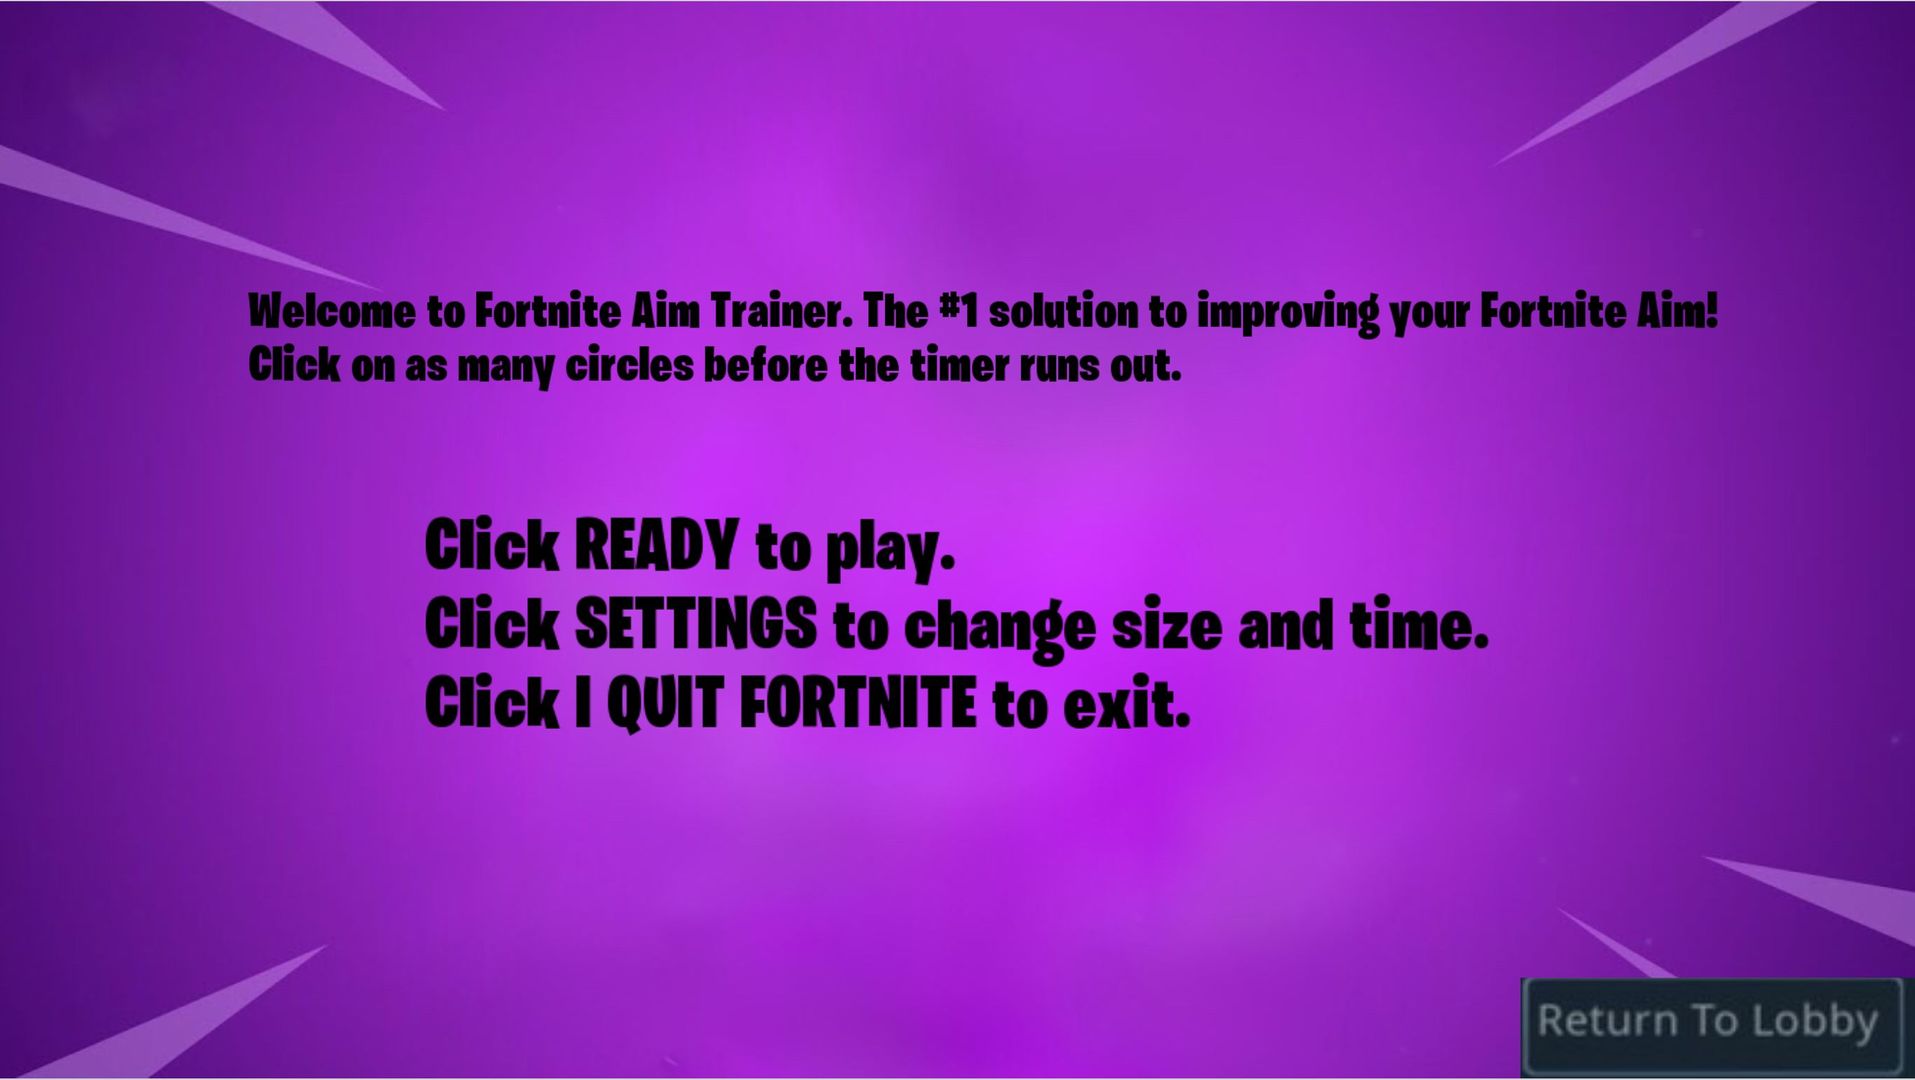 Welcome to Fortnite Aim Trainer. The #1 solution to improving your Fortnite Aim!
Click on as many circles before the timer runs out.
Click READY to play.
Click SETTINGS to change size and time.
Click I QUIT FORTNITE to exit.
Return To Lobby